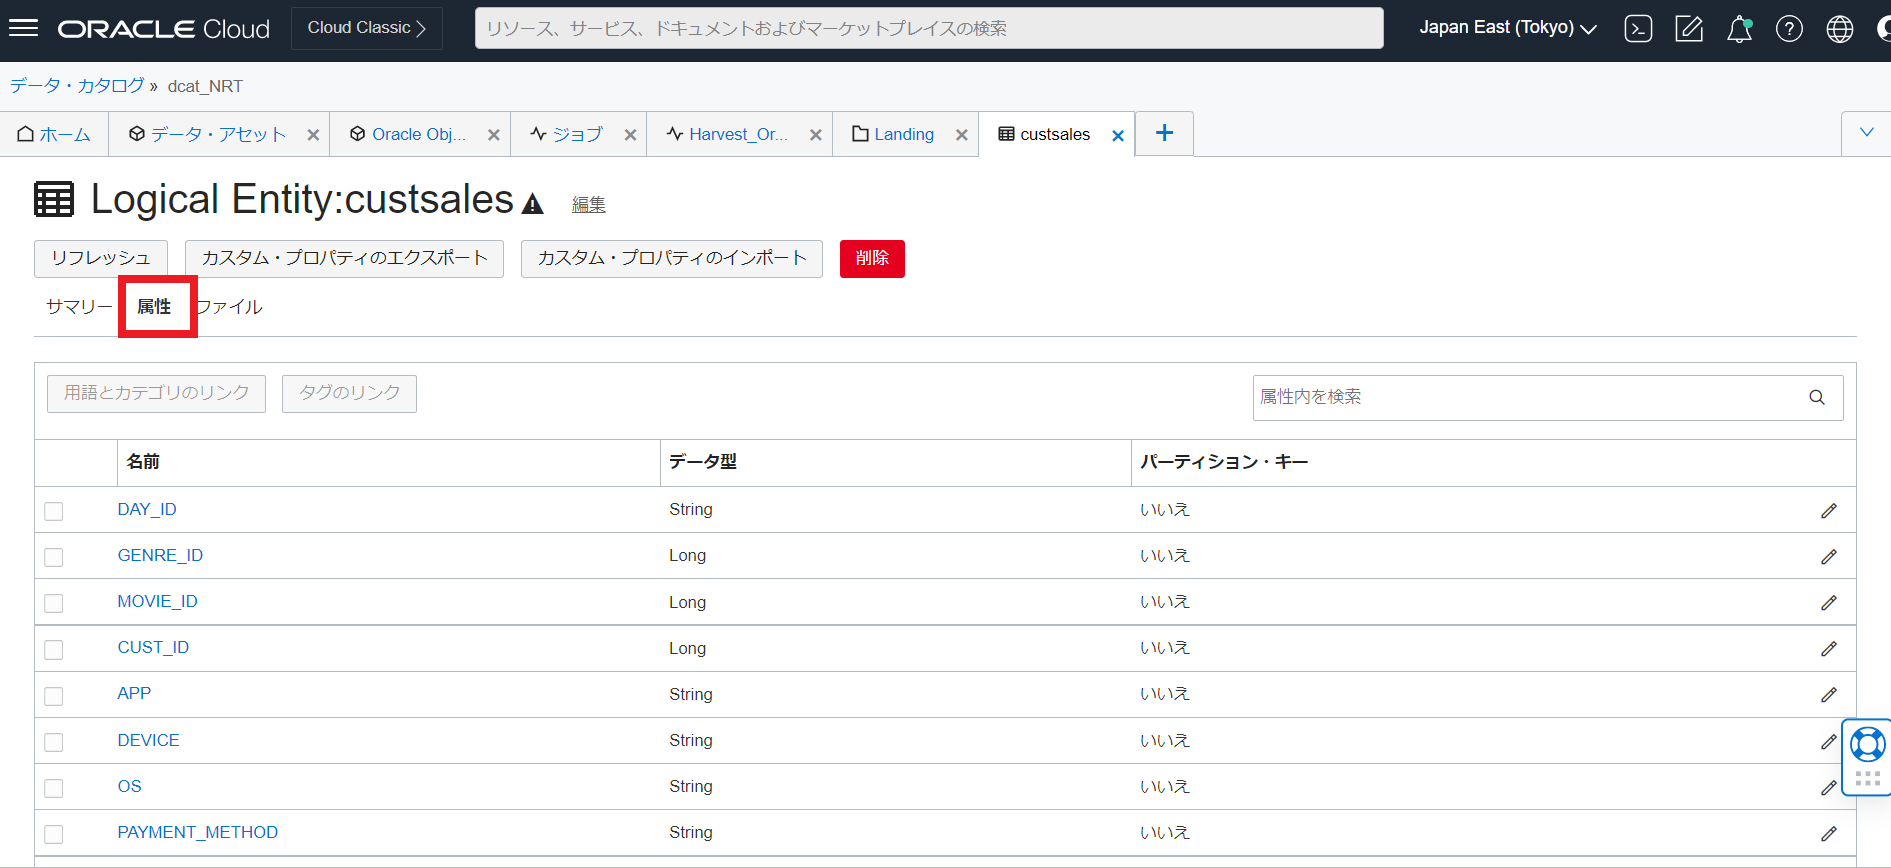 ORACLE Cloud Cloud Classic リソース、サービス、ドキュメントおよびマーケットプレイスの検索 Japan East (Tokyo)
データ・カタログ » dcat_NRT
ホーム データ・アセット Oracle Obj... ジョブ Harvest_Or... Landing custsales
Logical Entity:custsales 編集
リフレッシュ カスタム・プロパティのエクスポート カスタム・プロパティのインポート 削除
サマリー 属性 ファイル
用語とカテゴリのリンク タグのリンク 属性内を検索
名前 データ型 パーティション・キー
DAY_ID String いいえ
GENRE_ID Long いいえ
MOVIE_ID Long いいえ
CUST_ID Long いいえ
APP String いいえ
DEVICE String いいえ
OS String いいえ
PAYMENT_METHOD String いいえ